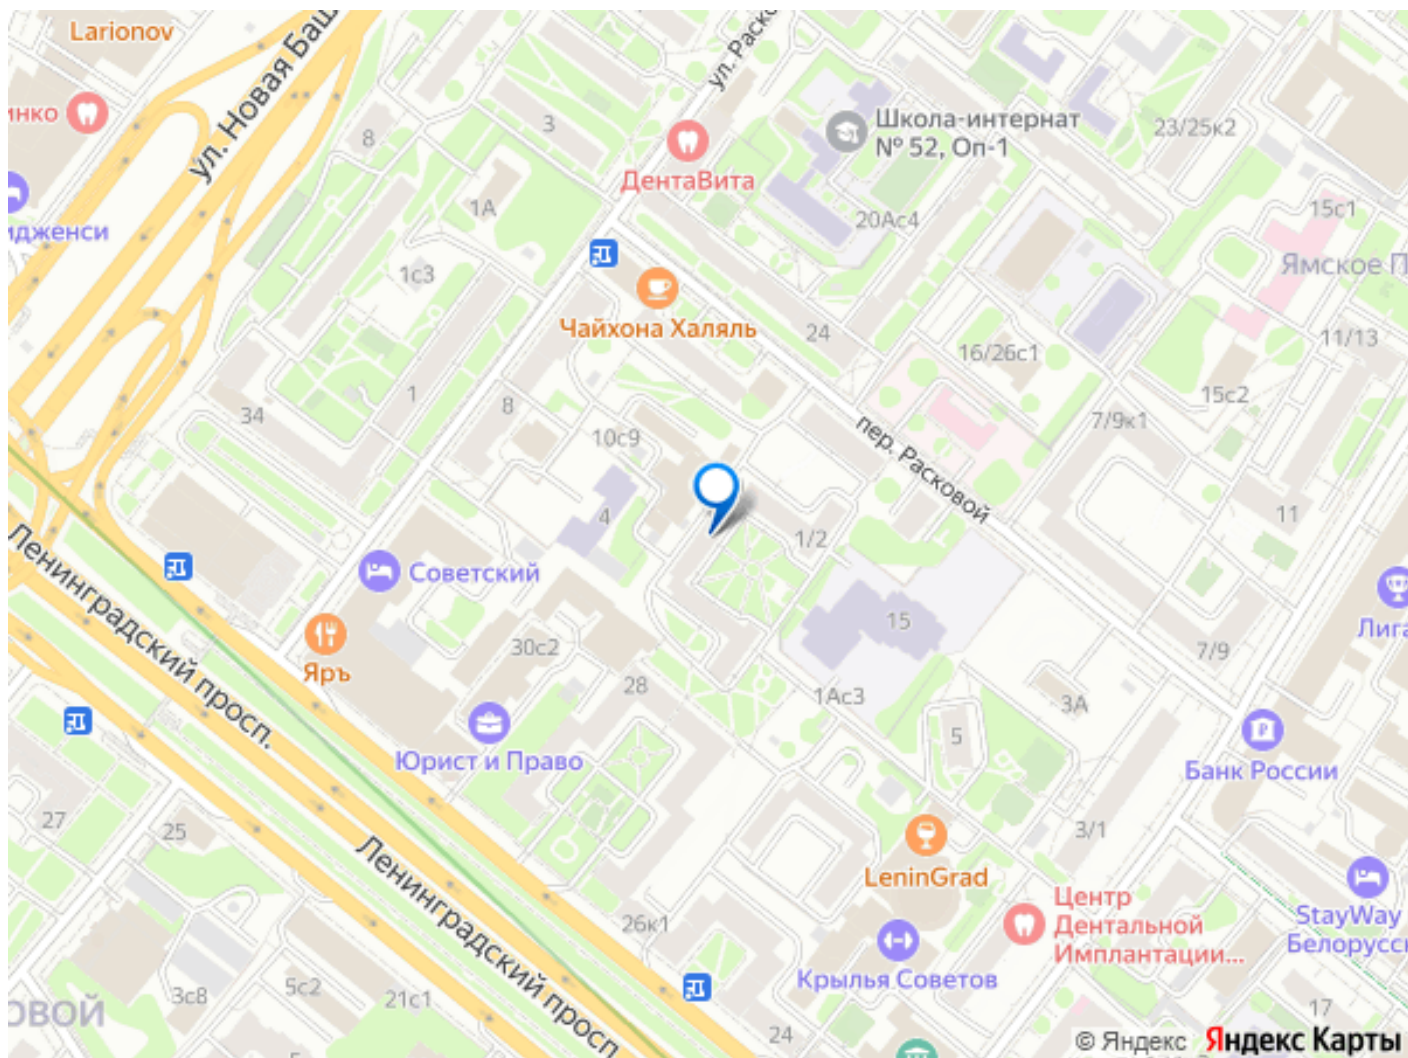 Larionov
инко
ул. Новая Баш
8
3
ул. Раско
ДентаВита
Школа-интернат
№ 52, Оп-1
23/25к2
15с1
идженси
1А
20Ас4
1с3
Ямское П
Чайхона Халяль
24
16/26с1
11/13
15с2
1
8
34
7/9к1
10с9
пер. Расковой
11
4
1/2
Ленинградский просп.
Советский
15
Лига
Яръ
30с2
28
7/9
1Ас3
3А
5
Юрист и Право
Банк России
27
25
3/1
Ленинградский просп.
LeninGrad
StayWay
Белорусс
Центр
Дентальной
Имплантации...
26к1
Крылья Советов
ОВОЙ
3с8
5с2
21с1
17
24
5
© Яндекс Яндекс Карты